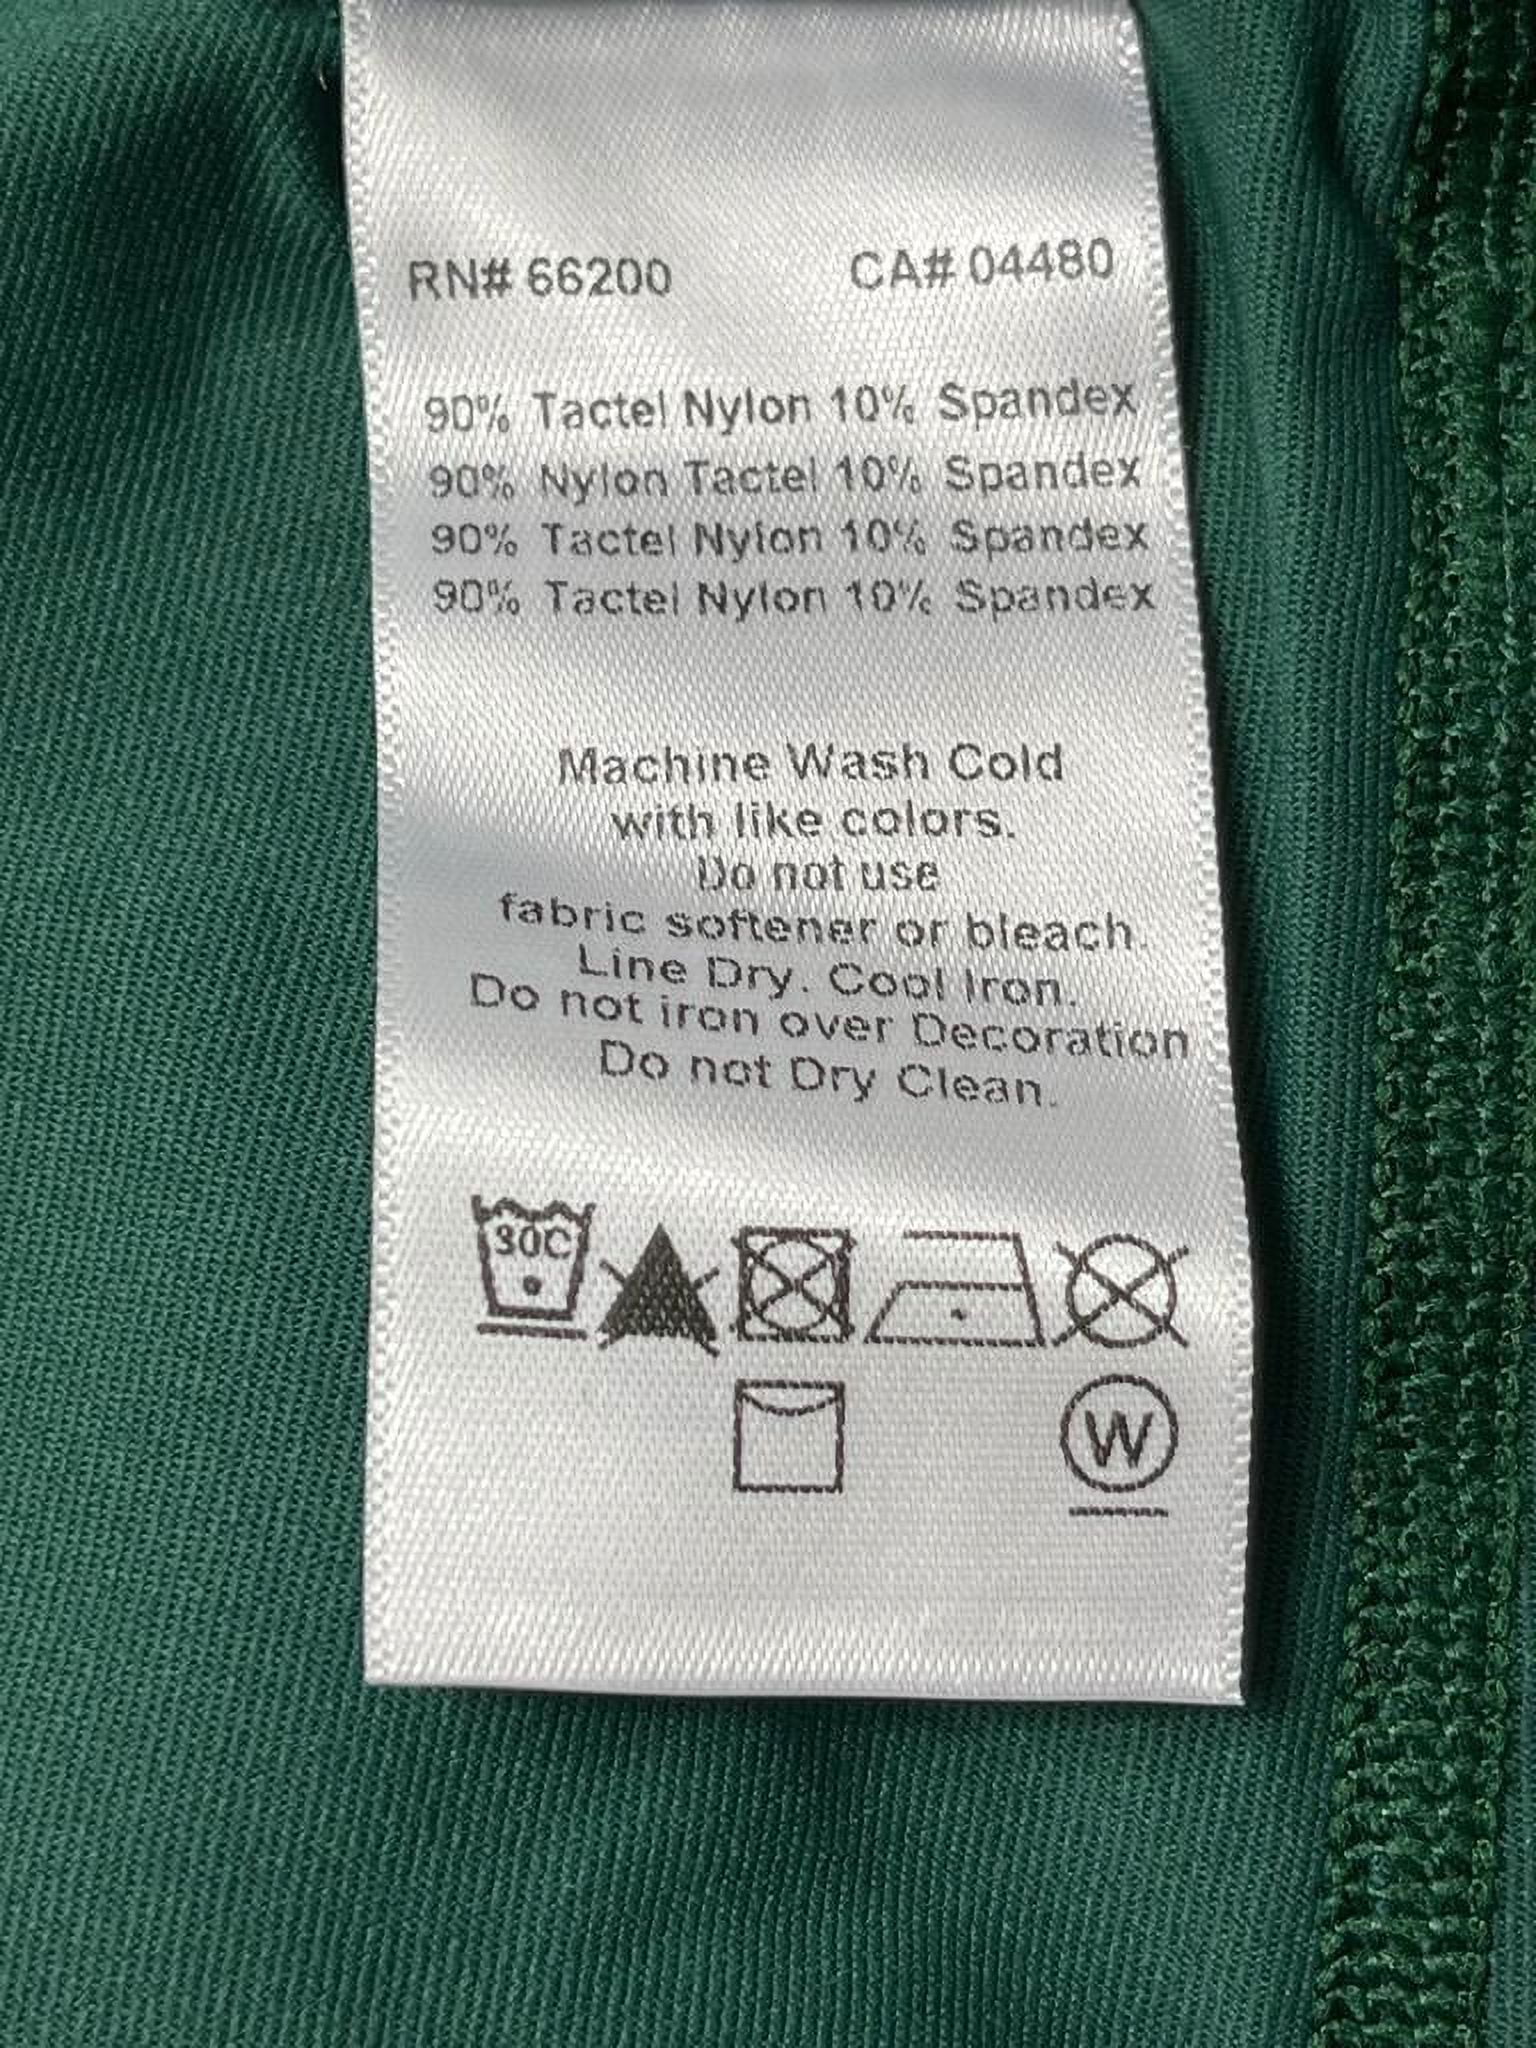 RN# 66200 CA# 04480
90% Tactel Nylon 10% Spandex
90% Nylon Tactel 10% Spandex
90% Tactel Nylon 10% Spandex
90% Tactel Nylon 10% Spandex
Machine Wash Cold
with like colors.
Do not use
fabric softener or bleach.
Line Dry. Cool Iron.
Do not iron over Decoration
Do not Dry Clean.
30C
W